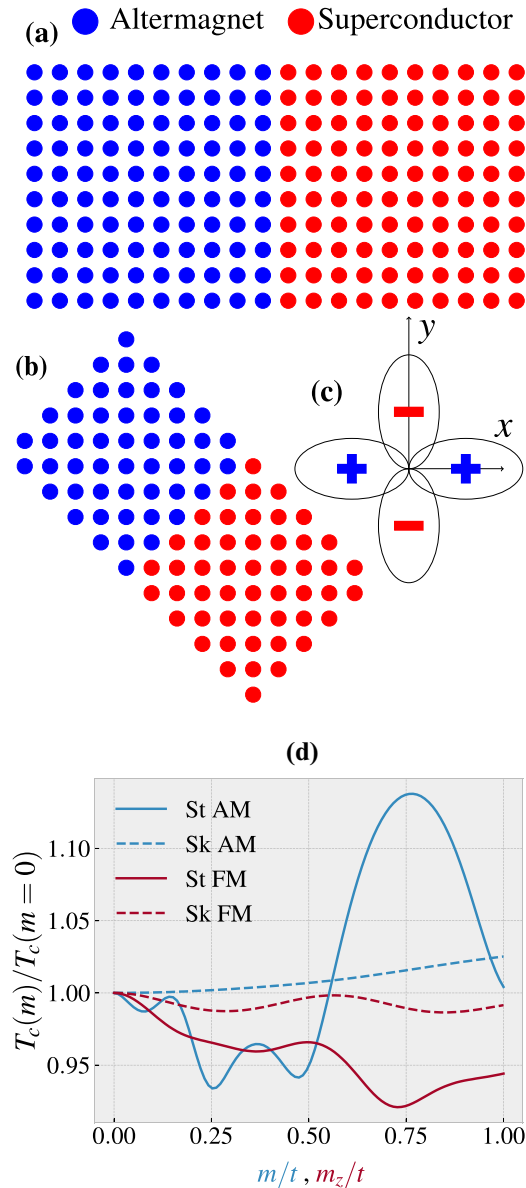 (a)
Altermagnet Superconductor
(b)
(c)
y
x
(d)
St AM
Sk AM
St FM
Sk FM
T_c(m)/T_c(m = 0)
1.10
1.05
1.00
0.95
0.00 0.25 0.50 0.75 1.00
m/t , m_z/t